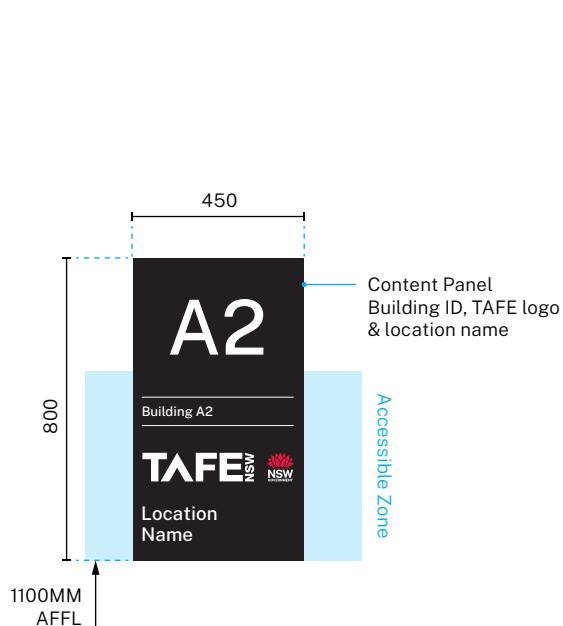 450
Content Panel
Building ID, TAFE logo
& location name
A2
800
Accessible Zone
Building A2
TAFE NSW
NSW
GOVERNMENT
Location
Name
1100MM
AFFL